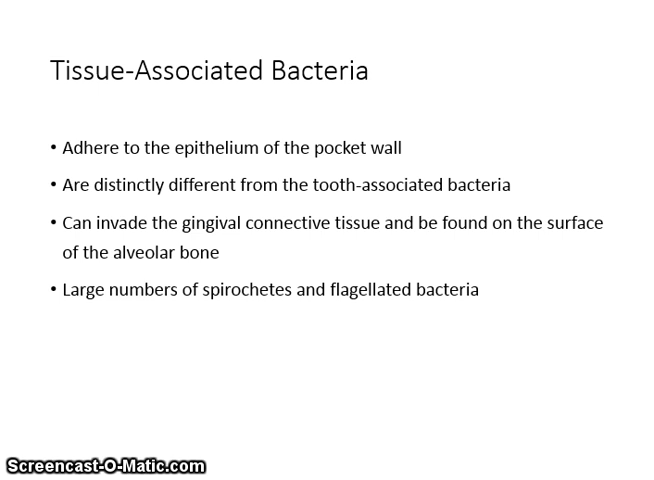 Tissue-Associated Bacteria
• Adhere to the epithelium of the pocket wall
• Are distinctly different from the tooth-associated bacteria
• Can invade the gingival connective tissue and be found on the surface
of the alveolar bone
• Large numbers of spirochetes and flagellated bacteria
Screencast-O-Matic.com